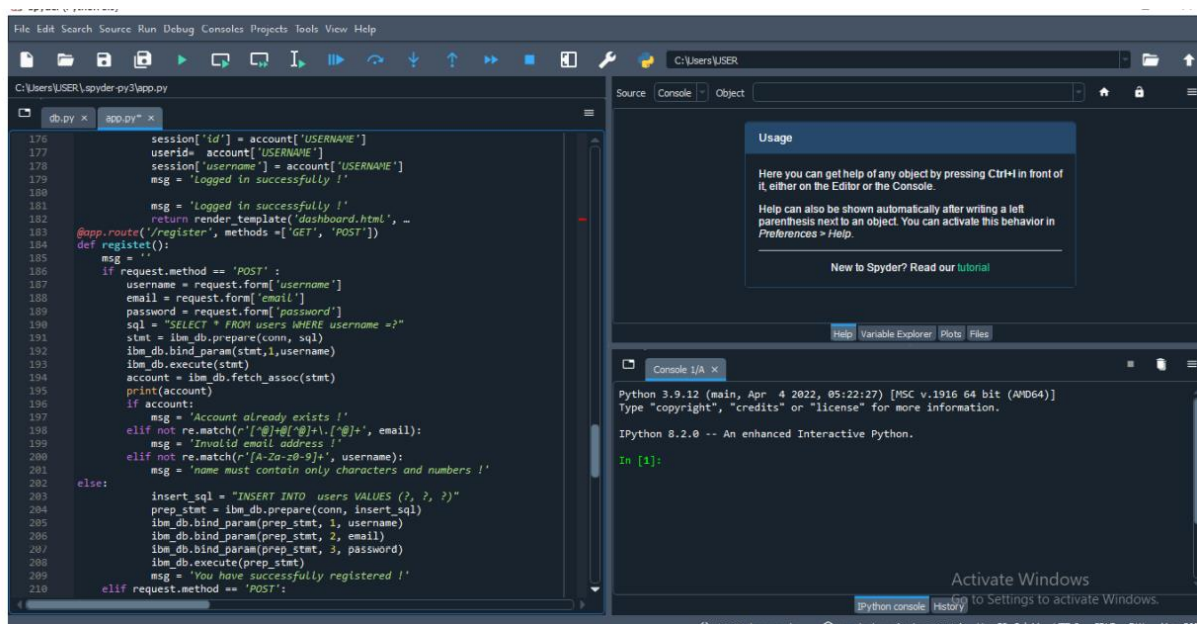 File Edit Search Source Run Debug Consoles Projects Tools View Help
C:\Users\USER
C:\Users\USER\.spyder-py3\app.py
db.py × app.py* ×
176 session['id'] = account['USERNAME']
177 userid= account['USERNAME']
178 session['username'] = account['USERNAME']
179 msg = 'Logged in successfully !'
180
181 msg = 'Logged in successfully !'
182 return render_template('dashboard.html', …
183 @app.route('/register', methods =['GET', 'POST'])
184 def registet():
185 msg = ''
186 if request.method == 'POST' :
187 username = request.form['username']
188 email = request.form['email']
189 password = request.form['password']
190 sql = "SELECT * FROM users WHERE username =?"
191 stmt = ibm_db.prepare(conn, sql)
192 ibm_db.bind_param(stmt,1,username)
193 ibm_db.execute(stmt)
194 account = ibm_db.fetch_assoc(stmt)
195 print(account)
196 if account:
197 msg = 'Account already exists !'
198 elif not re.match(r'[^@]+@[^@]+\.[^@]+', email):
199 msg = 'Invalid email address !'
200 elif not re.match(r'[A-Za-z0-9]+', username):
201 msg = 'name must contain only characters and numbers !'
202 else:
203 insert_sql = "INSERT INTO users VALUES (?, ?, ?)"
204 prep_stmt = ibm_db.prepare(conn, insert_sql)
205 ibm_db.bind_param(prep_stmt, 1, username)
206 ibm_db.bind_param(prep_stmt, 2, email)
207 ibm_db.bind_param(prep_stmt, 3, password)
208 ibm_db.execute(prep_stmt)
209 msg = 'You have successfully registered !'
210 elif request.method == 'POST':
Source Console Object
Usage
Here you can get help of any object by pressing Ctrl+I in front of
it, either on the Editor or the Console.
Help can also be shown automatically after writing a left
parenthesis next to an object. You can activate this behavior in
Preferences > Help.
New to Spyder? Read our tutorial
Help Variable Explorer Plots Files
Console 1/A ×
Python 3.9.12 (main, Apr 4 2022, 05:22:27) [MSC v.1916 64 bit (AMD64)]
Type "copyright", "credits" or "license" for more information.
IPython 8.2.0 -- An enhanced Interactive Python.
In [1]:
Activate Windows
Go to Settings to activate Windows.
IPython console History